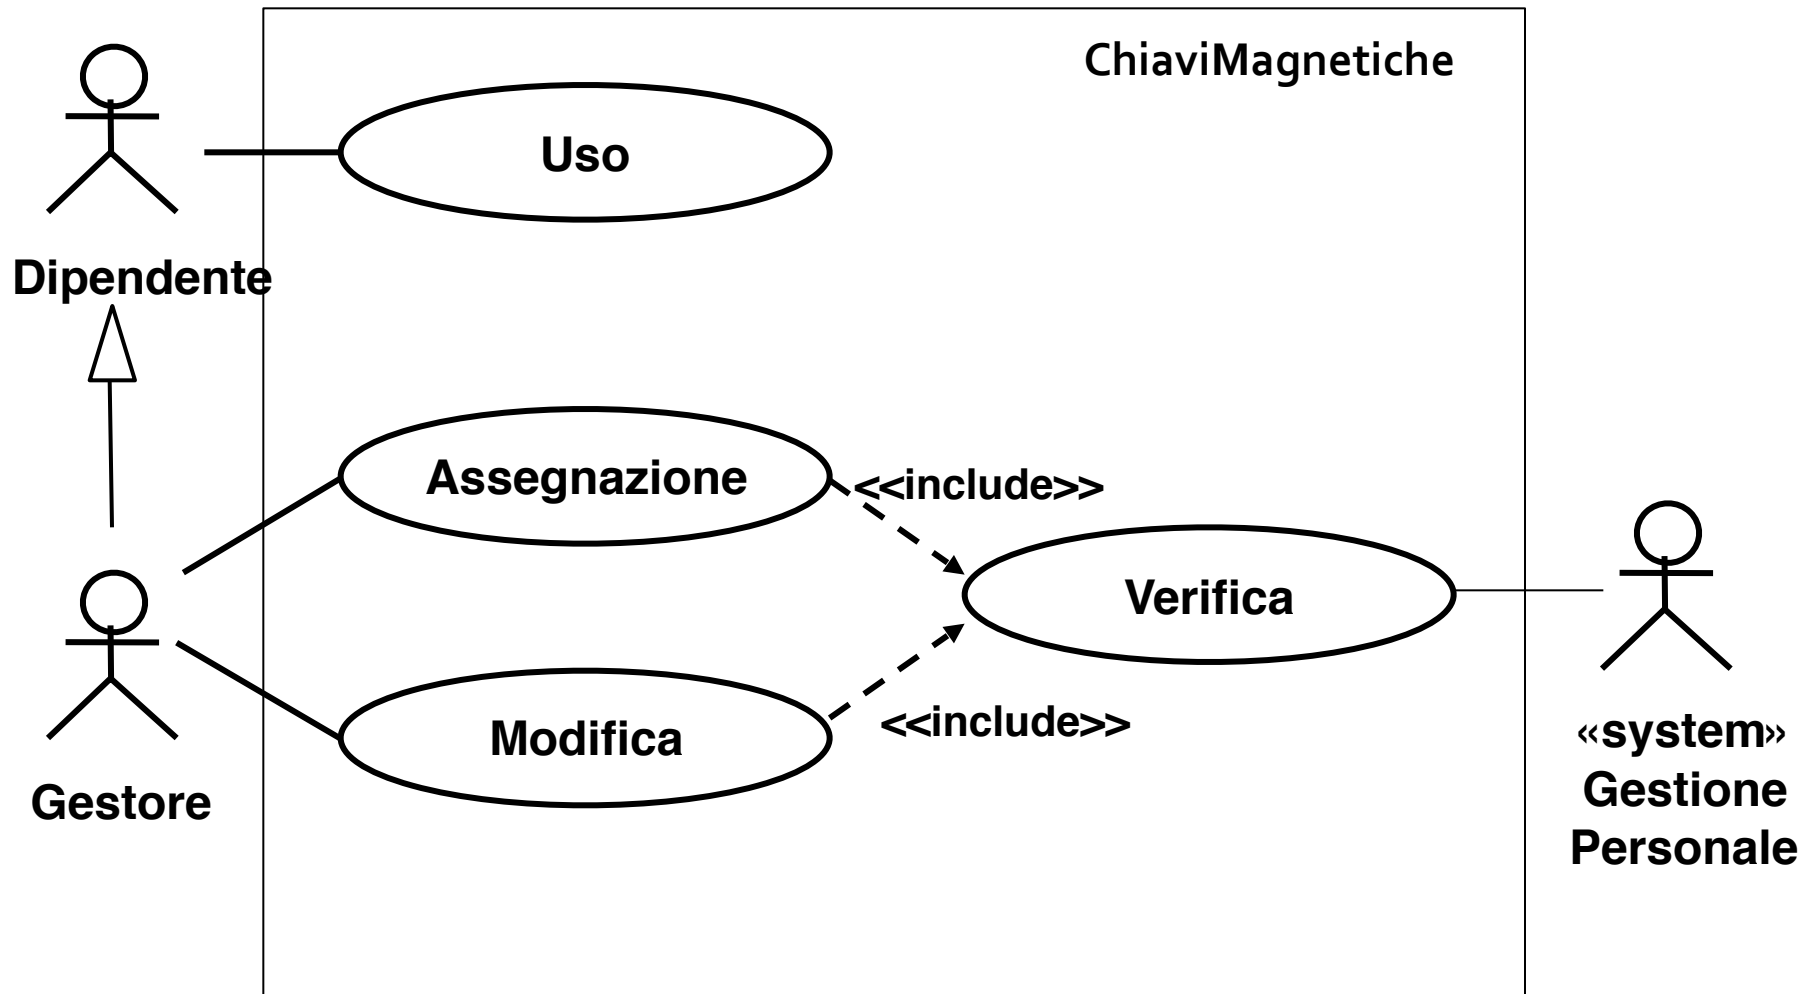 ChiaviMagnetiche
Uso
Dipendente
Assegnazione
<<include>>
Verifica
Modifica
<<include>>
Gestore
«system»
Gestione
Personale